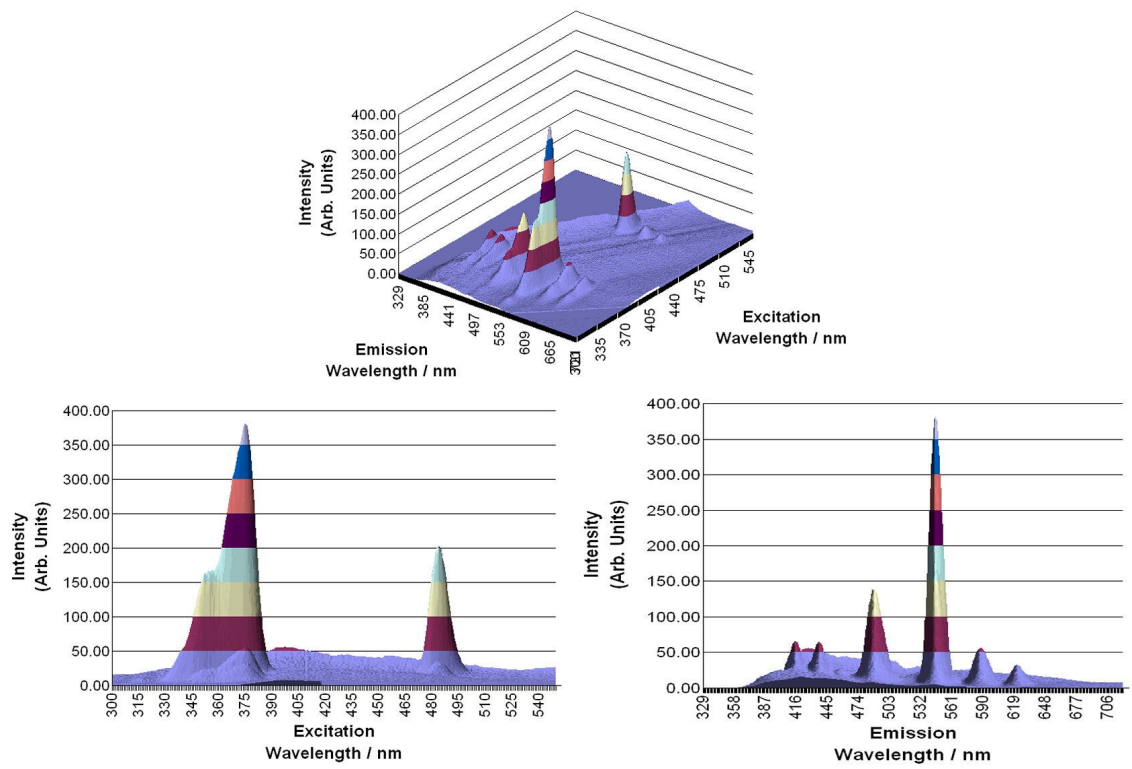 400.00
350.00
300.00
250.00
200.00
150.00
100.00
50.00
0.00
Intensity
(Arb. Units)
329
385
441
497
553
609
665
335
370
405
440
475
510
545
Emission
Wavelength / nm
Excitation
Wavelength / nm
400.00
350.00
300.00
250.00
200.00
150.00
100.00
50.00
0.00
Intensity
(Arb. Units)
300 315 330 345 360 375 390 405 420 435 450 465 480 495 510 525 540
Excitation
Wavelength / nm
400.00
350.00
300.00
250.00
200.00
150.00
100.00
50.00
0.00
Intensity
(Arb. Units)
329 358 387 416 445 474 503 532 561 590 619 648 677 706
Emission
Wavelength / nm